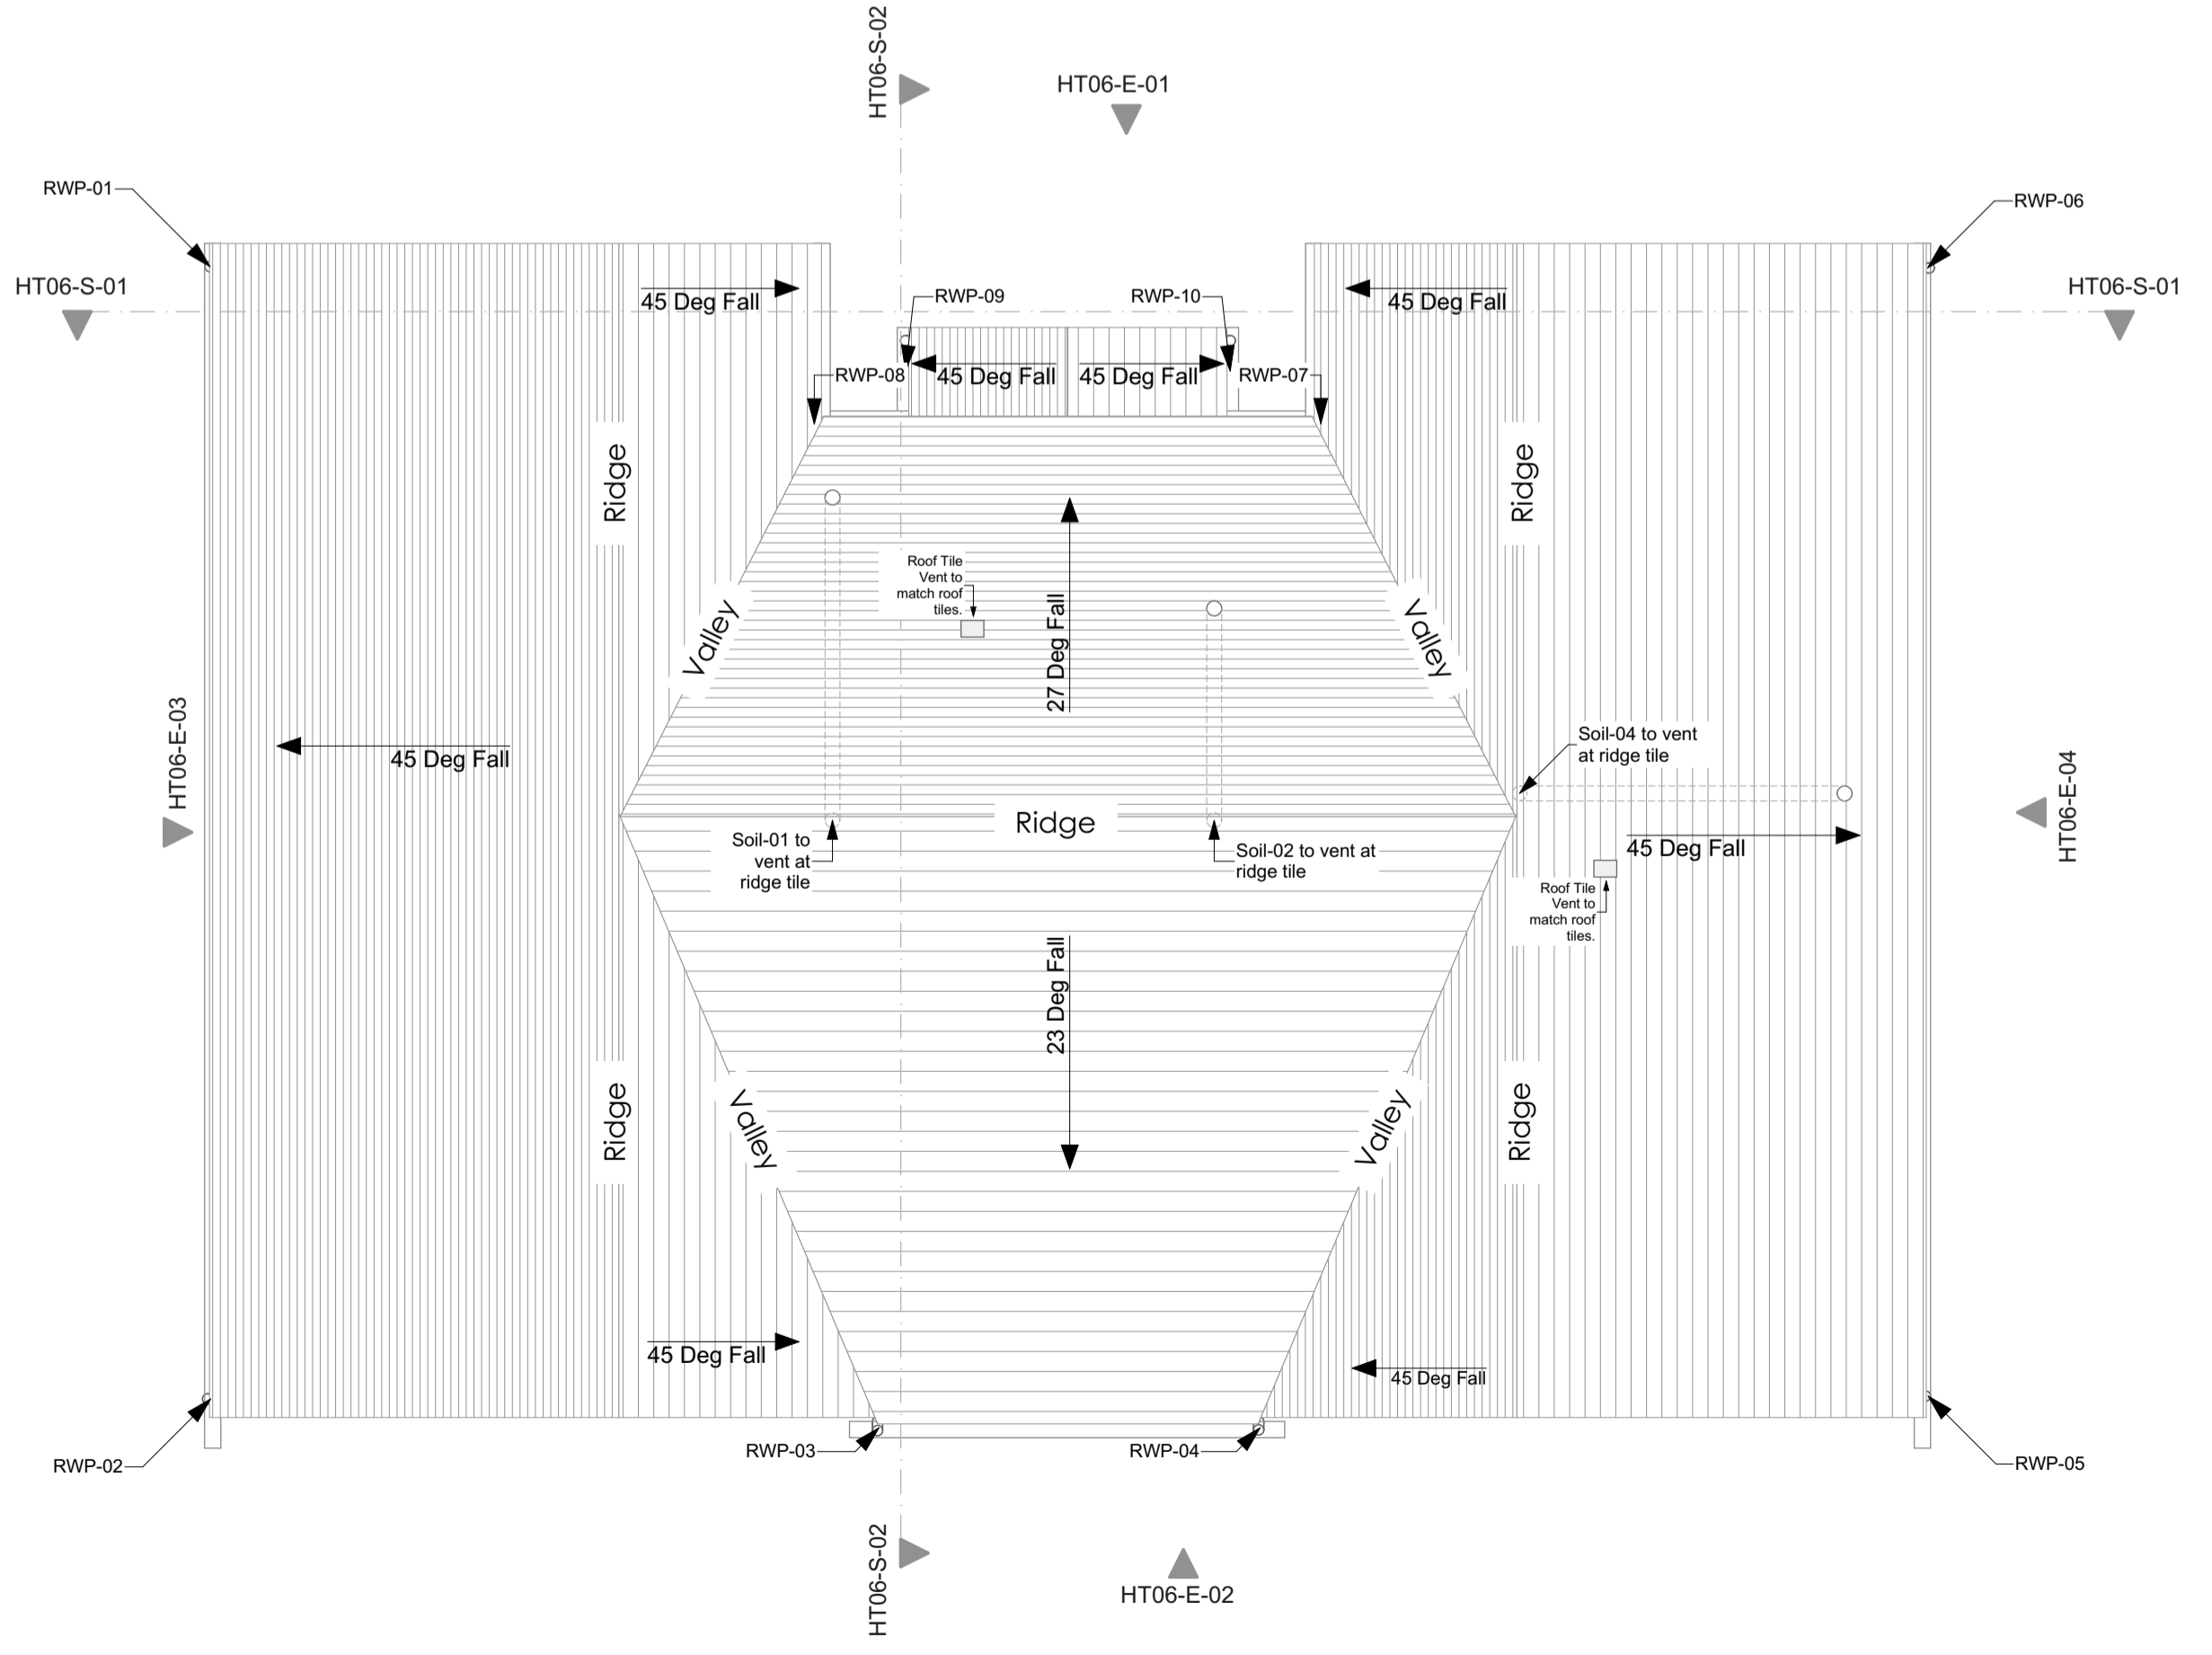 HT06-S-02
HT06-E-01
RWP-01
RWP-06
HT06-S-01
HT06-S-01
45 Deg Fall
RWP-09
RWP-10
45 Deg Fall
RWP-08
45 Deg Fall
45 Deg Fall
RWP-07
Ridge
Ridge
Roof Tile
Vent to
match roof
tiles.
Valley
27 Deg Fall
Valley
HT06-E-03
45 Deg Fall
Soil-04 to vent
at ridge tile
HT06-E-04
Ridge
Soil-01 to
vent at
ridge tile
Soil-02 to vent at
ridge tile
45 Deg Fall
Roof Tile
Vent to
match roof
tiles.
23 Deg Fall
Ridge
Valley
Valley
Ridge
45 Deg Fall
45 Deg Fall
RWP-02
RWP-03
RWP-04
RWP-05
HT06-S-02
HT06-E-02